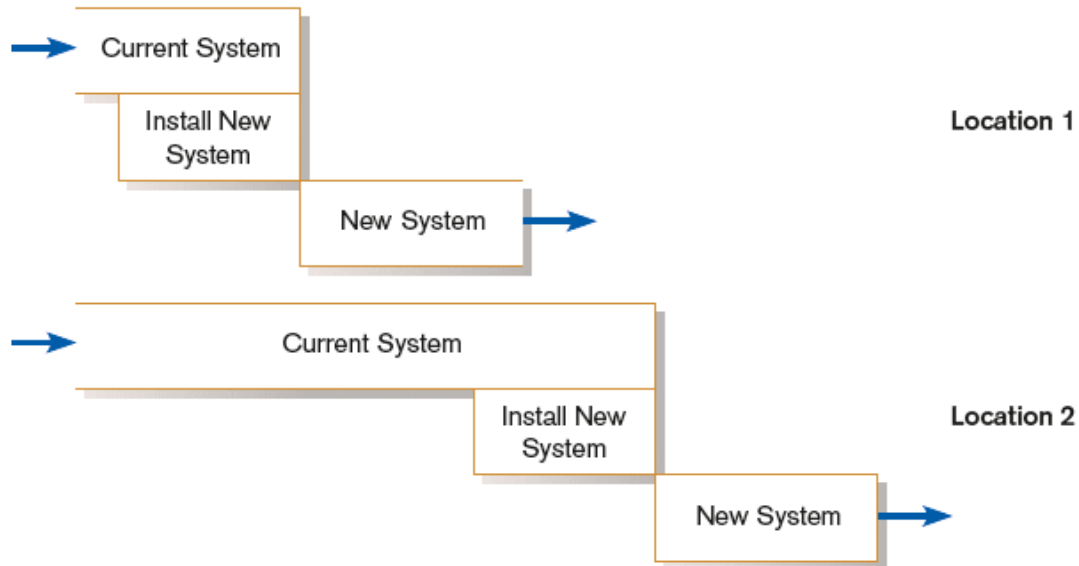 Current System
Install New
System
Location 1
New System
Current System
Install New
System
Location 2
New System